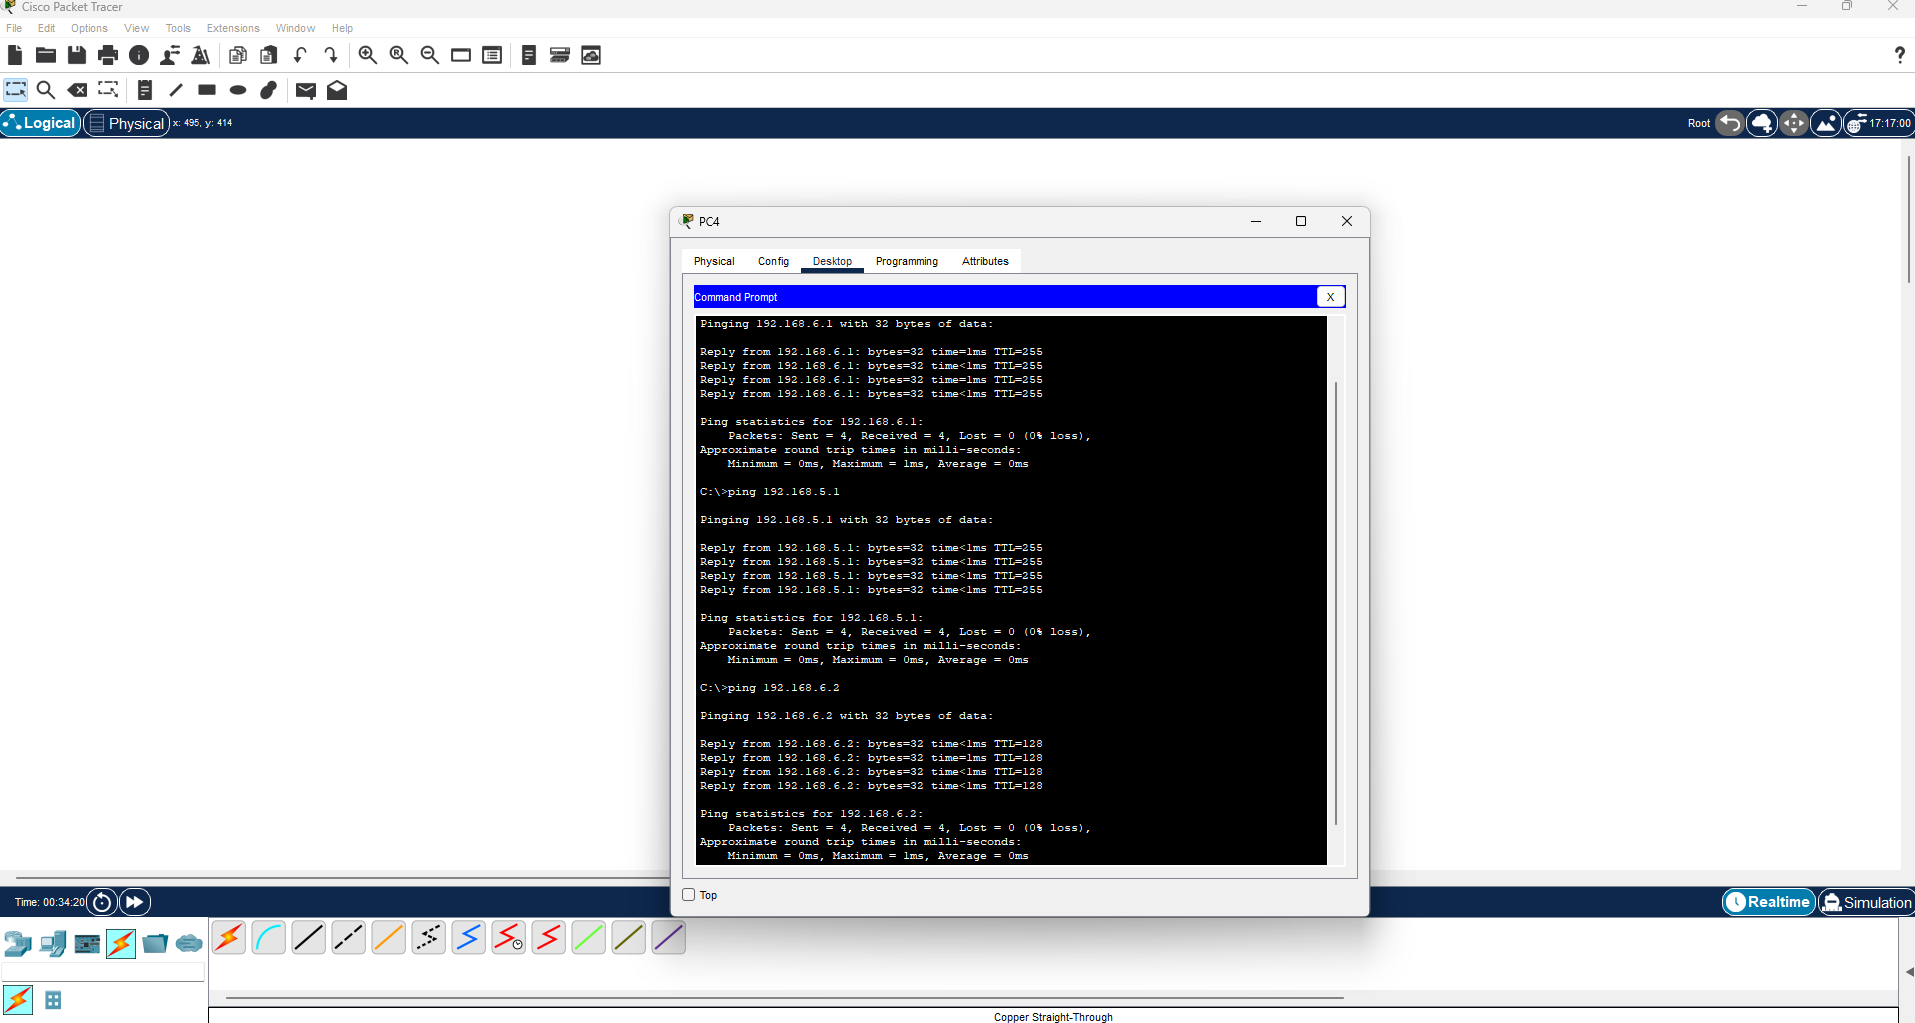 Cisco Packet Tracer
File Edit Options View Tools Extensions Window Help
Logical Physical x: 495, y: 414 Root 17:17:00
PC4
Physical Config Desktop Programming Attributes
Command Prompt X
Pinging 192.168.6.1 with 32 bytes of data:
Reply from 192.168.6.1: bytes=32 time=1ms TTL=255
Reply from 192.168.6.1: bytes=32 time<1ms TTL=255
Reply from 192.168.6.1: bytes=32 time=1ms TTL=255
Reply from 192.168.6.1: bytes=32 time<1ms TTL=255
Ping statistics for 192.168.6.1:
Packets: Sent = 4, Received = 4, Lost = 0 (0% loss),
Approximate round trip times in milli-seconds:
Minimum = 0ms, Maximum = 1ms, Average = 0ms
C:\>ping 192.168.5.1
Pinging 192.168.5.1 with 32 bytes of data:
Reply from 192.168.5.1: bytes=32 time<1ms TTL=255
Reply from 192.168.5.1: bytes=32 time<1ms TTL=255
Reply from 192.168.5.1: bytes=32 time<1ms TTL=255
Reply from 192.168.5.1: bytes=32 time<1ms TTL=255
Ping statistics for 192.168.5.1:
Packets: Sent = 4, Received = 4, Lost = 0 (0% loss),
Approximate round trip times in milli-seconds:
Minimum = 0ms, Maximum = 0ms, Average = 0ms
C:\>ping 192.168.6.2
Pinging 192.168.6.2 with 32 bytes of data:
Reply from 192.168.6.2: bytes=32 time<1ms TTL=128
Reply from 192.168.6.2: bytes=32 time=1ms TTL=128
Reply from 192.168.6.2: bytes=32 time<1ms TTL=128
Reply from 192.168.6.2: bytes=32 time<1ms TTL=128
Ping statistics for 192.168.6.2:
Packets: Sent = 4, Received = 4, Lost = 0 (0% loss),
Approximate round trip times in milli-seconds:
Minimum = 0ms, Maximum = 1ms, Average = 0ms
Top
Time: 00:34:20 Realtime Simulation
Copper Straight-Through